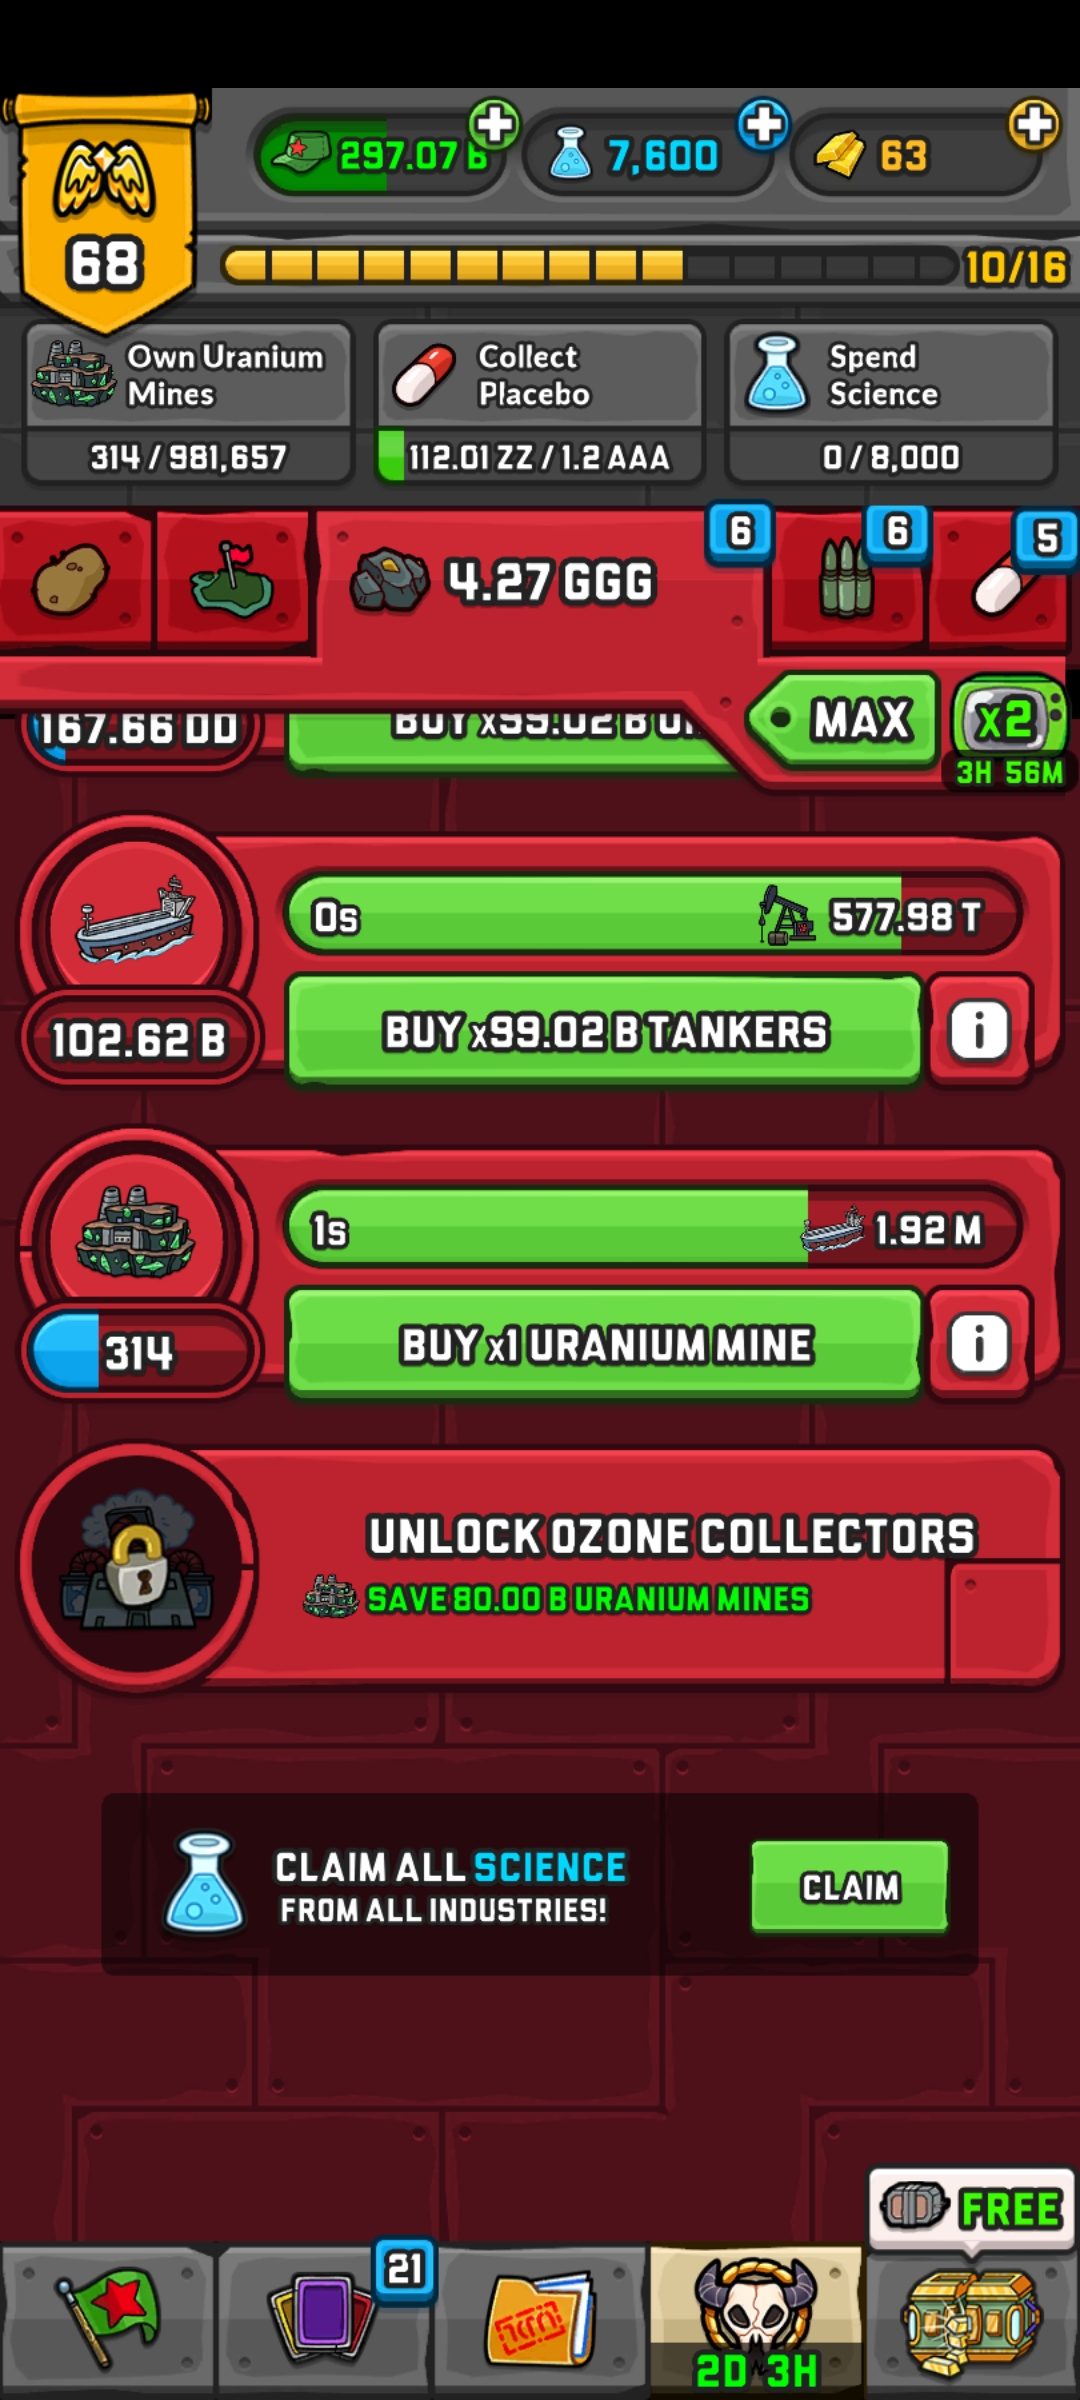 297.07 B
7,600
63
68
10/16
Own Uranium
Mines
314 / 981,657
Collect
Placebo
112.01 ZZ / 1.2 AAA
Spend
Science
0 / 8,000
4.27 GGG
6
6
5
MAX
x2
3H 56M
167.66 DD
BUY x99.02 B
0s
577.98 T
102.62 B
BUY x99.02 B TANKERS
1s
1.92 M
314
BUY x1 URANIUM MINE
UNLOCK OZONE COLLECTORS
SAVE 80.00 B URANIUM MINES
CLAIM ALL SCIENCE
FROM ALL INDUSTRIES!
CLAIM
FREE
21
2D 3H